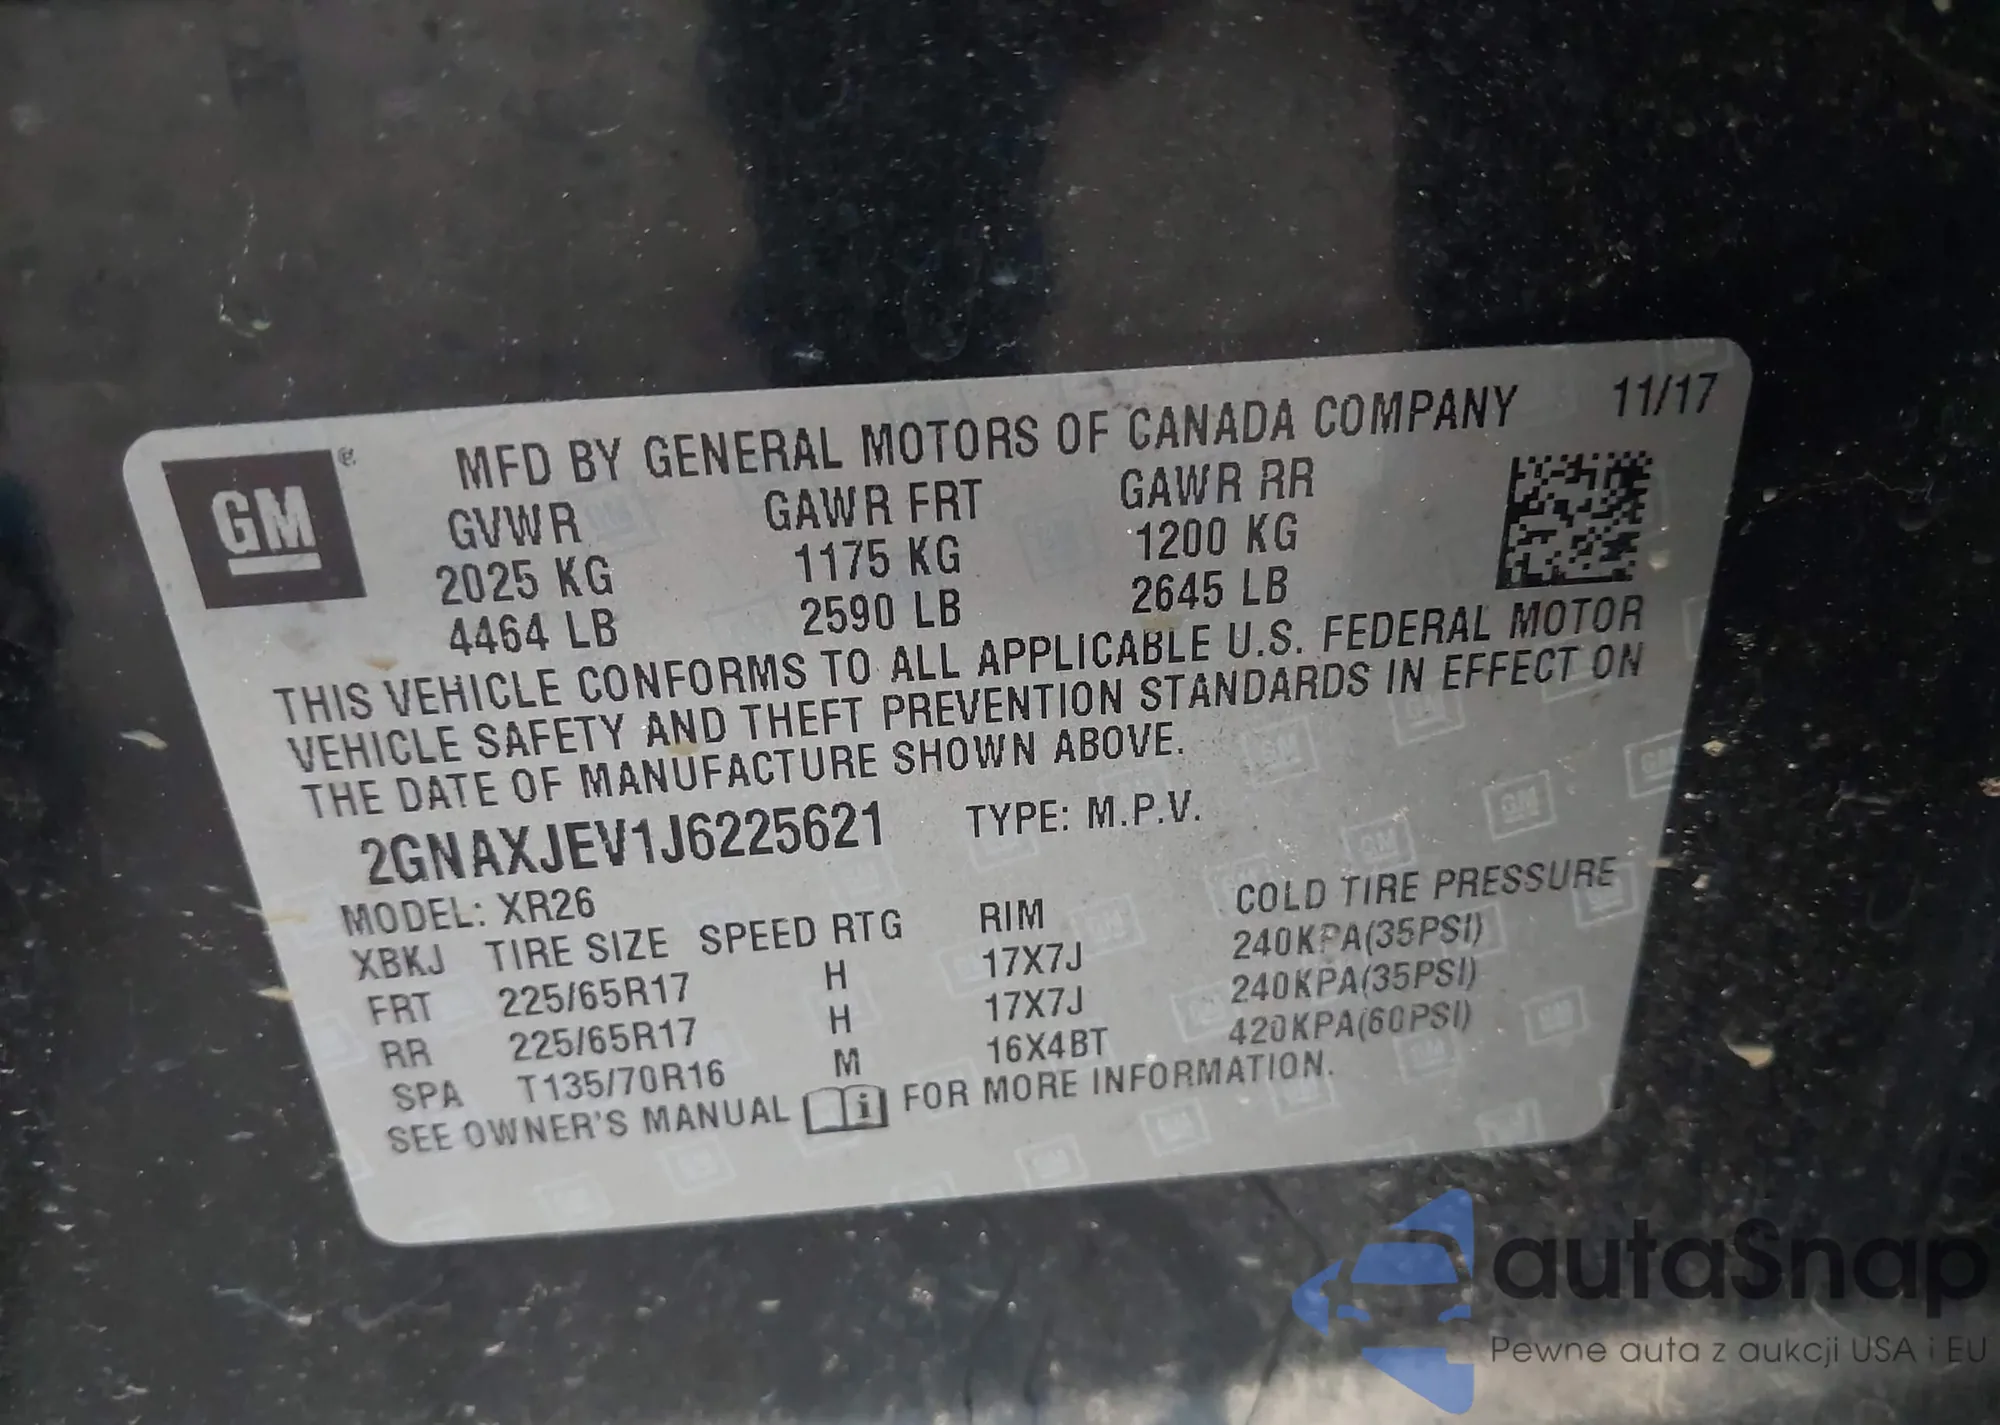 GM ® MFD BY GENERAL MOTORS OF CANADA COMPANY 11/17
GVWR GAWR FRT GAWR RR
2025 KG 1175 KG 1200 KG
4464 LB 2590 LB 2645 LB
THIS VEHICLE CONFORMS TO ALL APPLICABLE U.S. FEDERAL MOTOR
VEHICLE SAFETY AND THEFT PREVENTION STANDARDS IN EFFECT ON
THE DATE OF MANUFACTURE SHOWN ABOVE.
2GNAXJEV1J6225621 TYPE: M.P.V.
MODEL: XR26
XBKJ TIRE SIZE SPEED RTG RIM COLD TIRE PRESSURE
FRT 225/65R17 H 17X7J 240KPA(35PSI)
RR 225/65R17 H 17X7J 240KPA(35PSI)
SPA T135/70R16 M 16X4BT 420KPA(60PSI)
SEE OWNER'S MANUAL FOR MORE INFORMATION.
autaSnap
Pewne auta z aukcji USA i EU